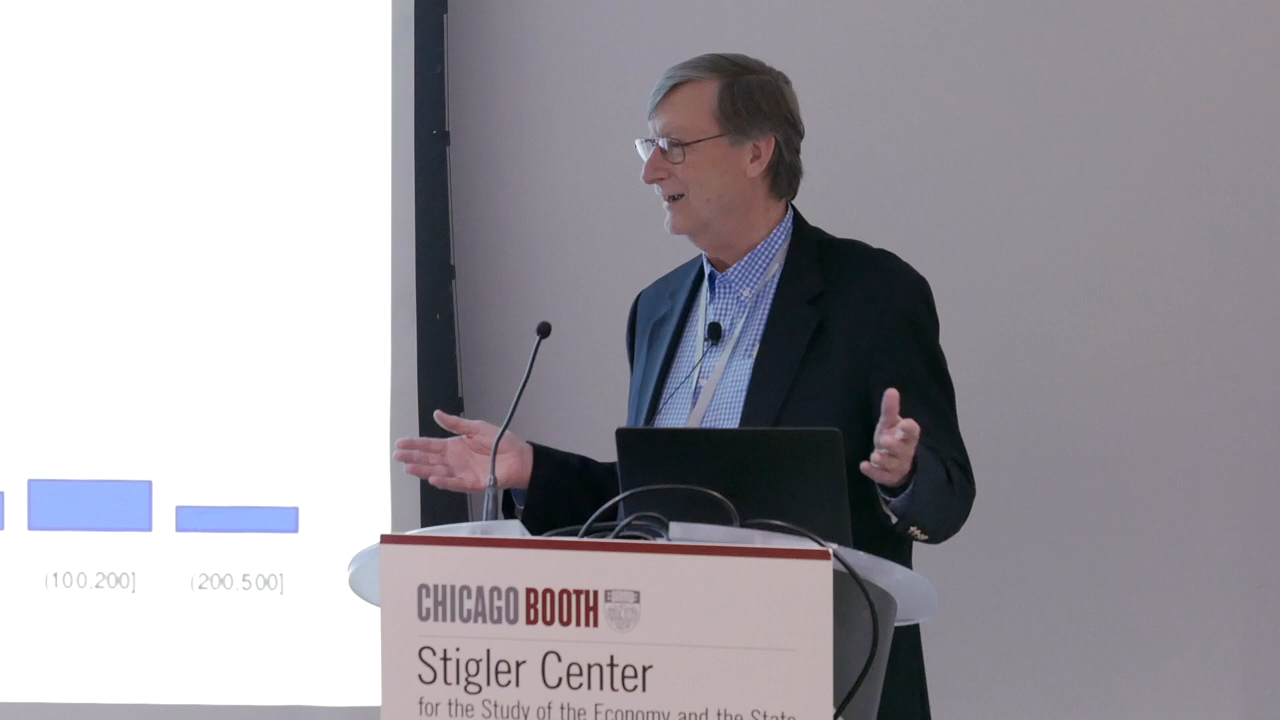 (100.200]
(200.500]
CHICAGO BOOTH
Stigler Center
for the Study of the Economy and the State